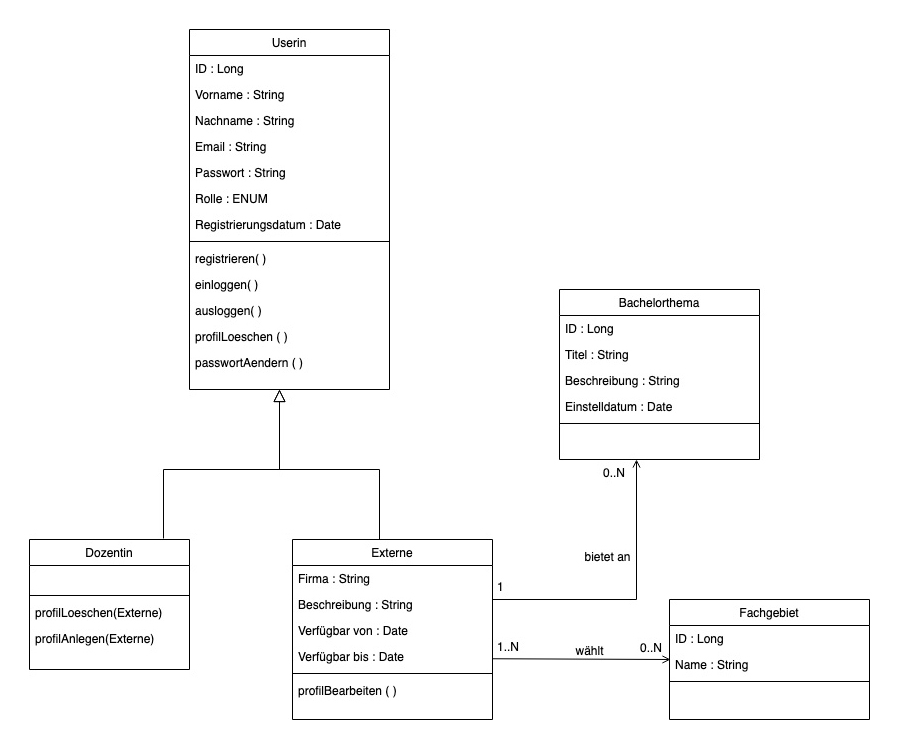 Userin
ID : Long
Vorname : String
Nachname : String
Email : String
Passwort : String
Rolle : ENUM
Registrierungsdatum : Date
registrieren( )
einloggen( )
ausloggen( )
profilLoeschen ( )
passwortAendern ( )
Bachelorthema
ID : Long
Titel : String
Beschreibung : String
Einstelldatum : Date
0..N
bietet an
1
Dozentin
profilLoeschen(Externe)
profilAnlegen(Externe)
Externe
Firma : String
Beschreibung : String
Verfügbar von : Date
Verfügbar bis : Date
profilBearbeiten ( )
1..N
wählt
0..N
Fachgebiet
ID : Long
Name : String